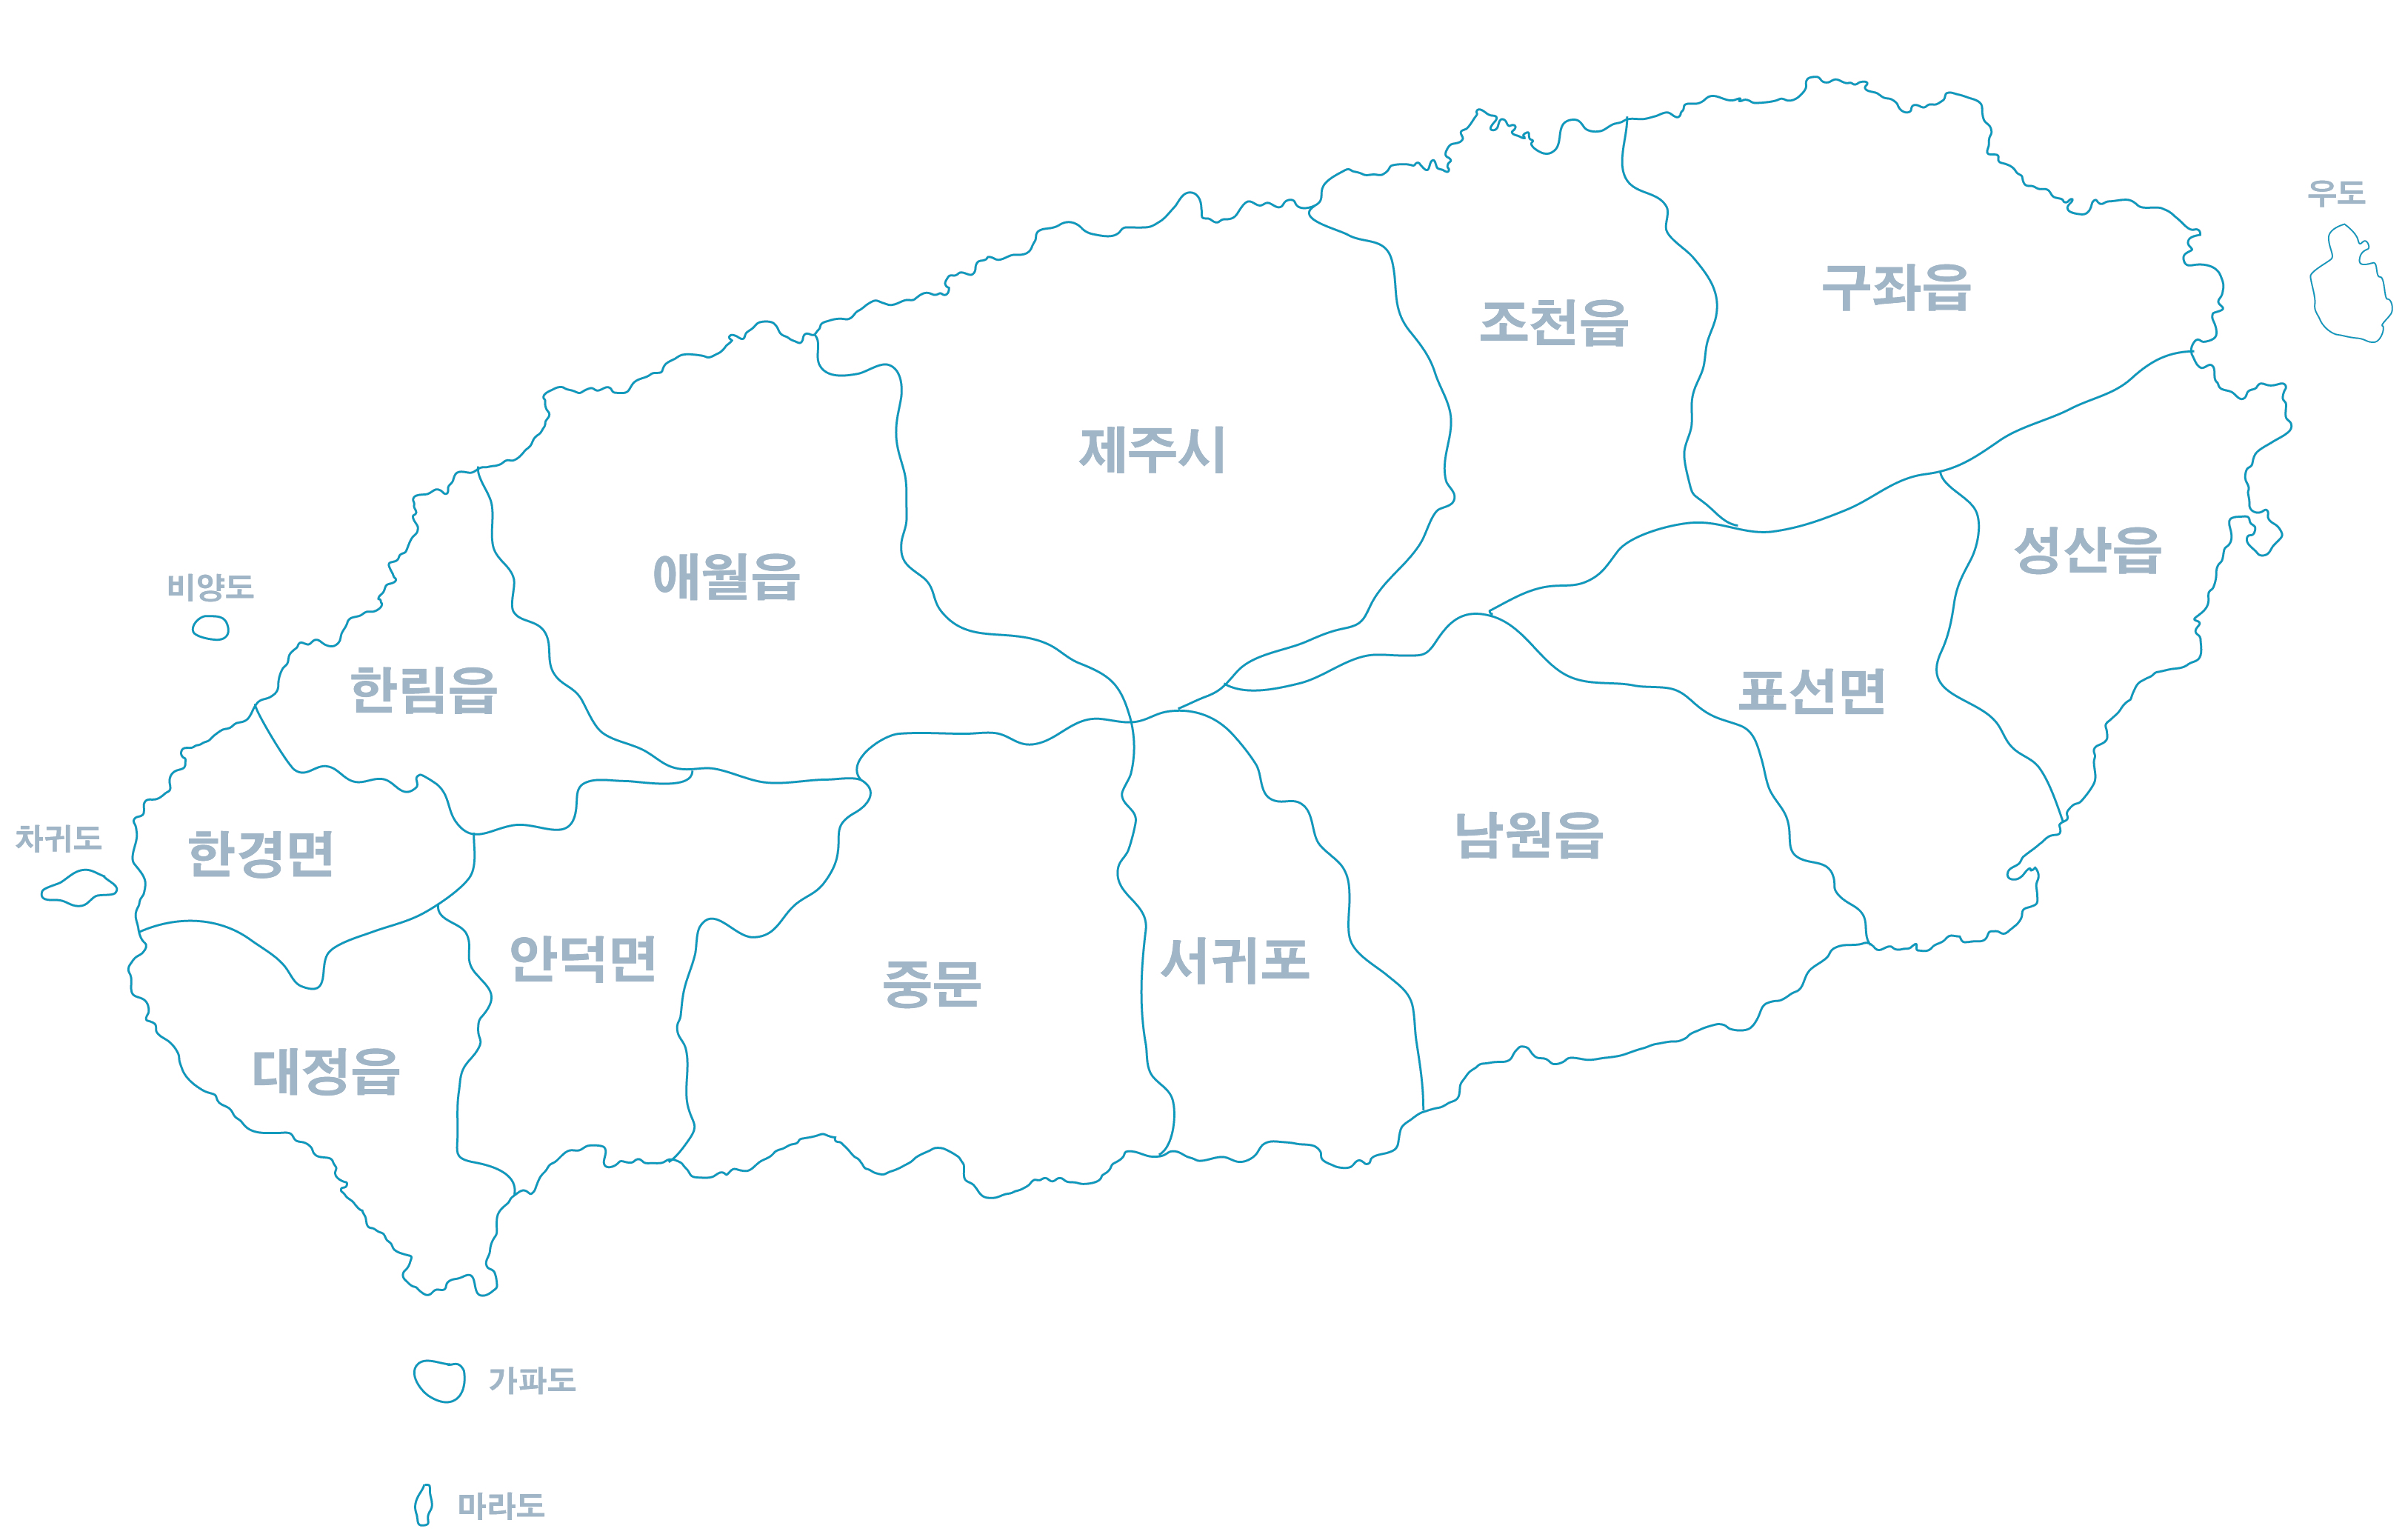 우도
구좌읍
조천읍
제주시
성산읍
애월읍
비양도
한림읍
표선면
남원읍
차귀도
한경면
안덕면
서귀포
중문
대정읍
가파도
마라도